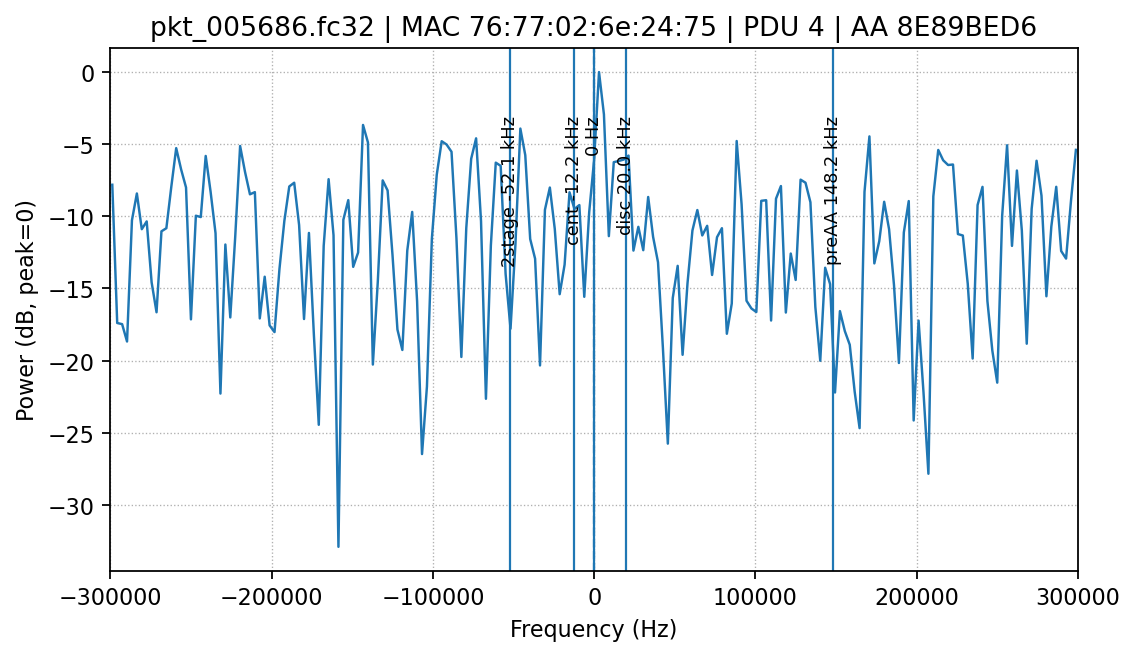 pkt_005686.fc32 | MAC 76:77:02:6e:24:75 | PDU 4 | AA 8E89BED6
Power (dB, peak=0)
0
−5
−10
−15
−20
−25
−30
2stage -52.1 kHz
cent -12.2 kHz
0 Hz
disc 20.0 kHz
preAA 148.2 kHz
−300000
−200000
−100000
0
100000
200000
300000
Frequency (Hz)